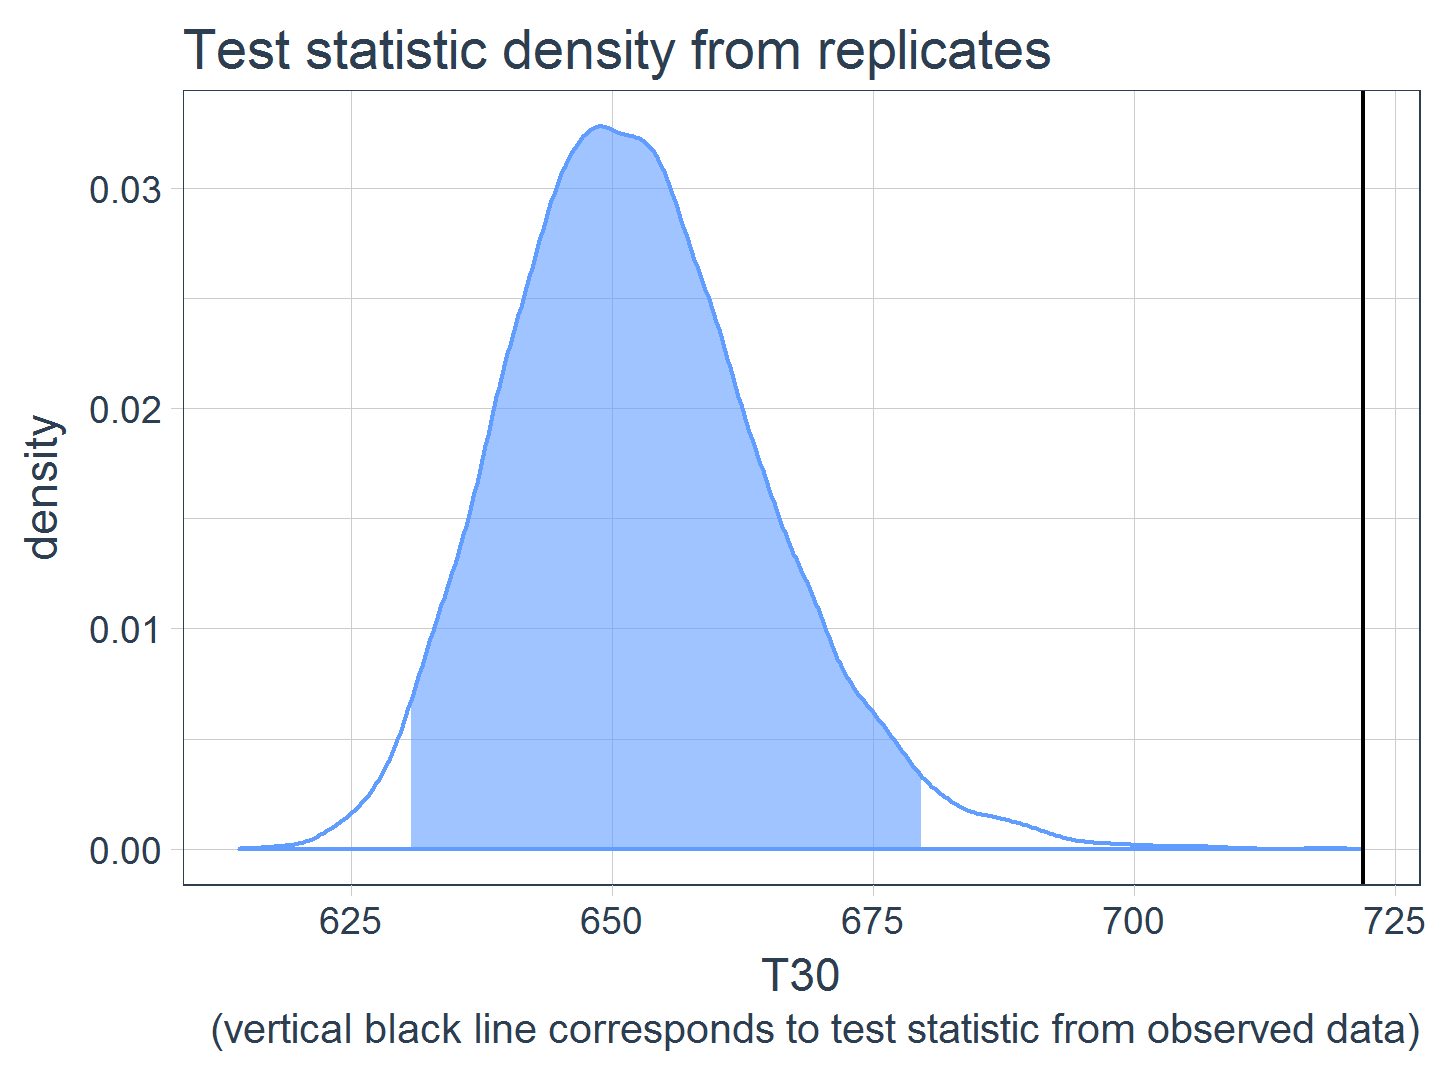 Test statistic density from replicates
density
0.03
0.02
0.01
0.00
625 650 675 700 725
T30
(vertical black line corresponds to test statistic from observed data)